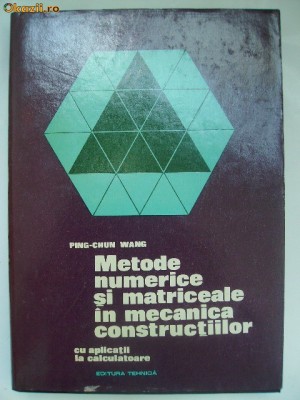 Okazii.ro
PING-CHUN WANG
Metode
numerice
și matriceale
în mecanica
construcțiilor
cu aplicații
la calculatoare
EDITURA TEHNICĂ